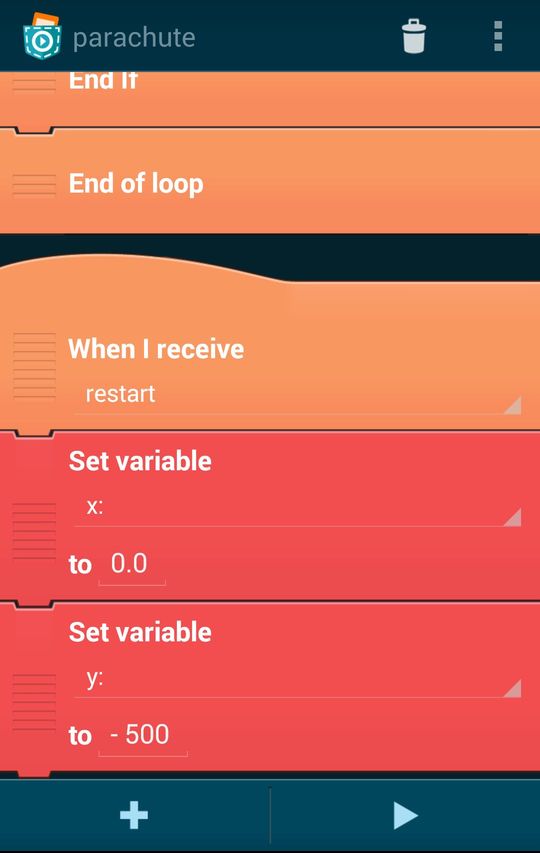 parachute
End If
End of loop
When I receive
restart
Set variable
x:
to 0.0
Set variable
y:
to - 500